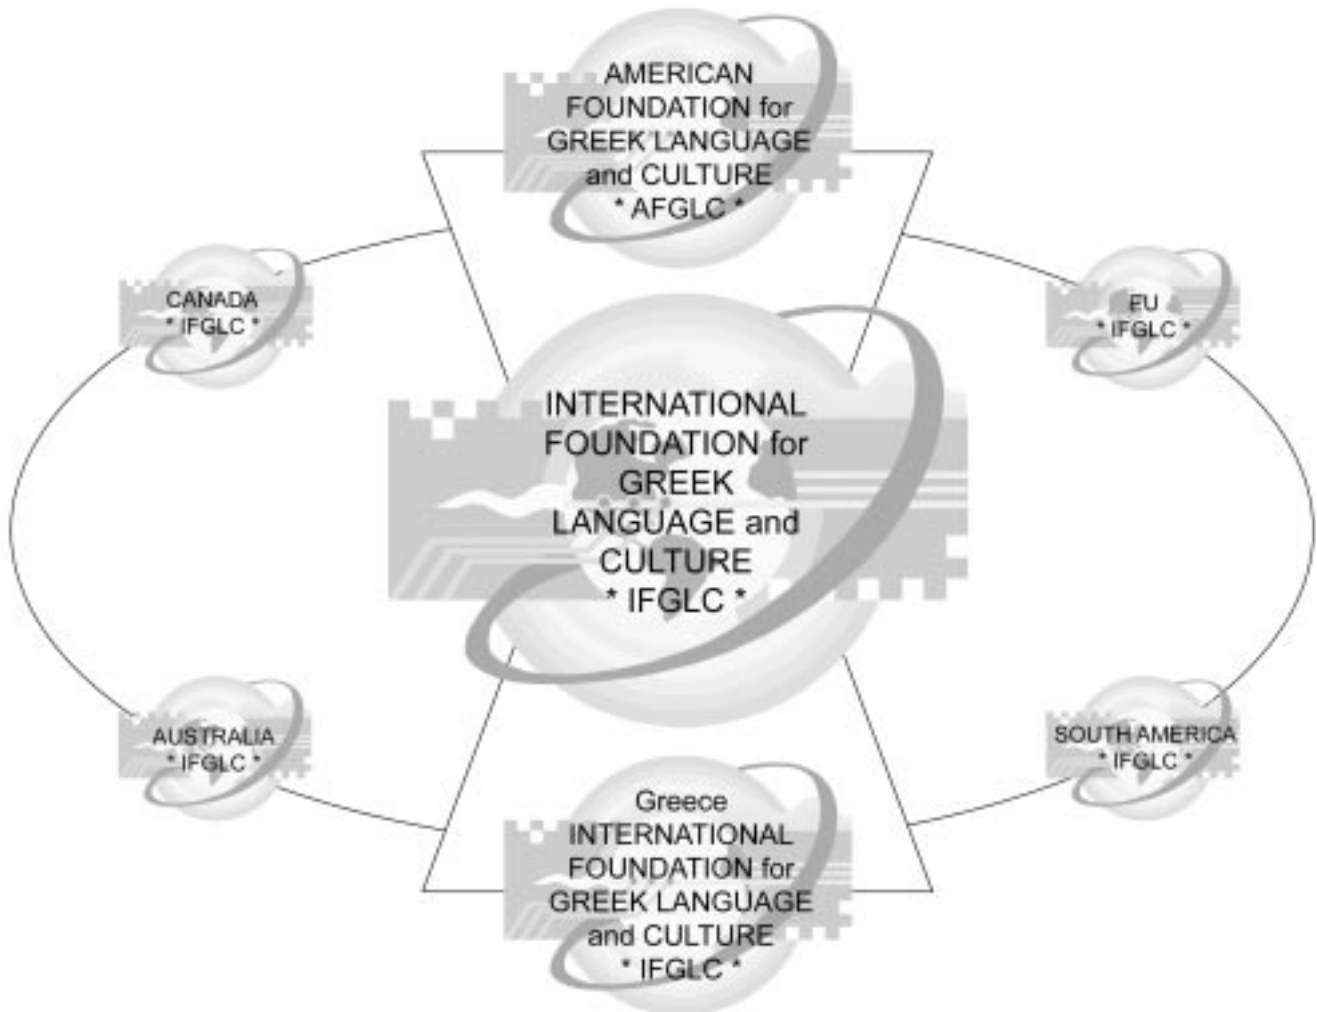 AMERICAN
FOUNDATION for
GREEK LANGUAGE
and CULTURE
* AFGLC *
CANADA
* IFGLC *
EU
* IFGLC *
INTERNATIONAL
FOUNDATION for
GREEK
LANGUAGE and
CULTURE
* IFGLC *
AUSTRALIA
* IFGLC *
SOUTH AMERICA
* IFGLC *
Greece
INTERNATIONAL
FOUNDATION for
GREEK LANGUAGE
and CULTURE
* IFGLC *